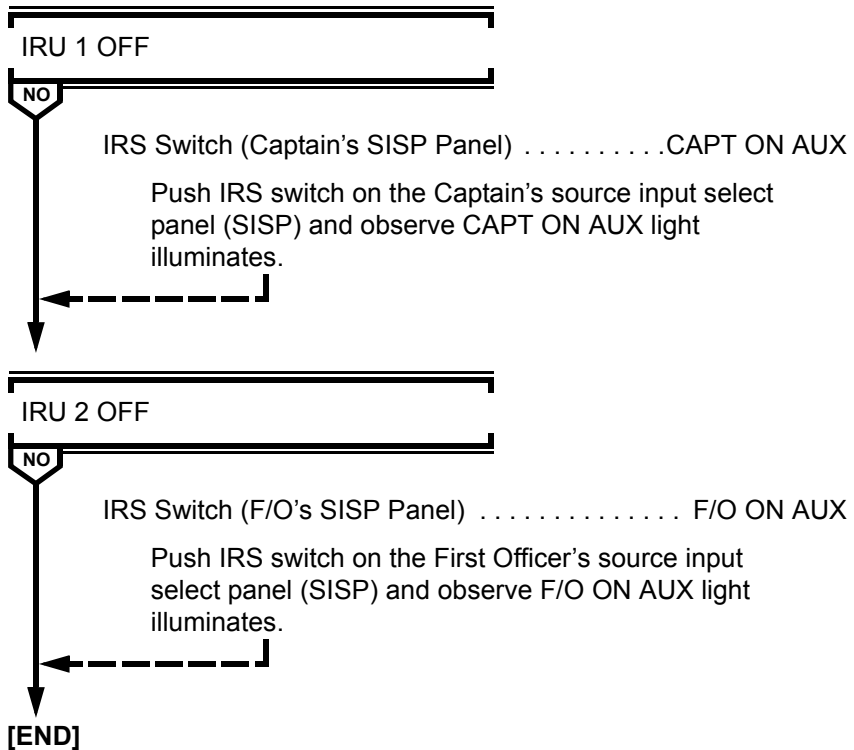 IRU 1 OFF
NO
IRS Switch (Captain's SISP Panel) . . . . . . . . . .CAPT ON AUX
Push IRS switch on the Captain's source input select
panel (SISP) and observe CAPT ON AUX light
illuminates.
IRU 2 OFF
NO
IRS Switch (F/O's SISP Panel) . . . . . . . . . . . . . . F/O ON AUX
Push IRS switch on the First Officer's source input
select panel (SISP) and observe F/O ON AUX light
illuminates.
[END]